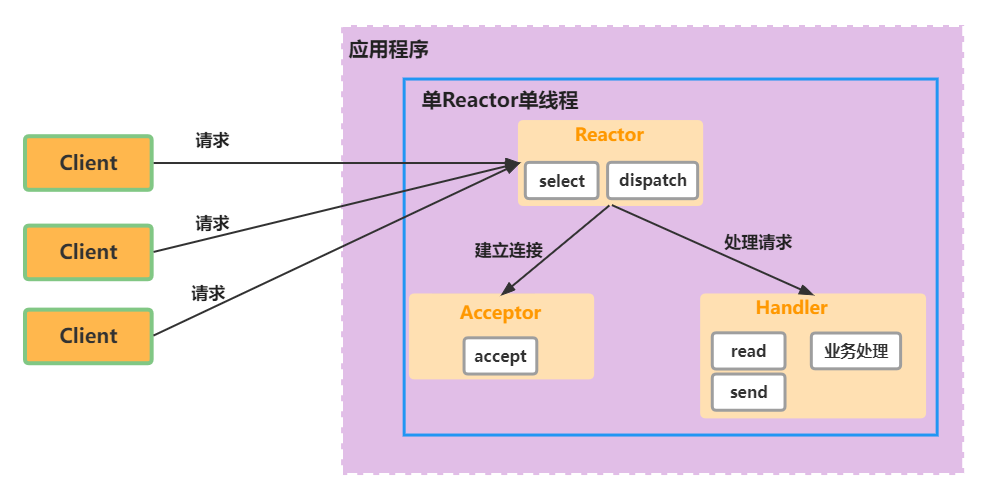 应用程序
单Reactor单线程
Client
请求
Client
请求
Client
请求
Reactor
select
dispatch
建立连接
处理请求
Acceptor
accept
Handler
read
业务处理
send